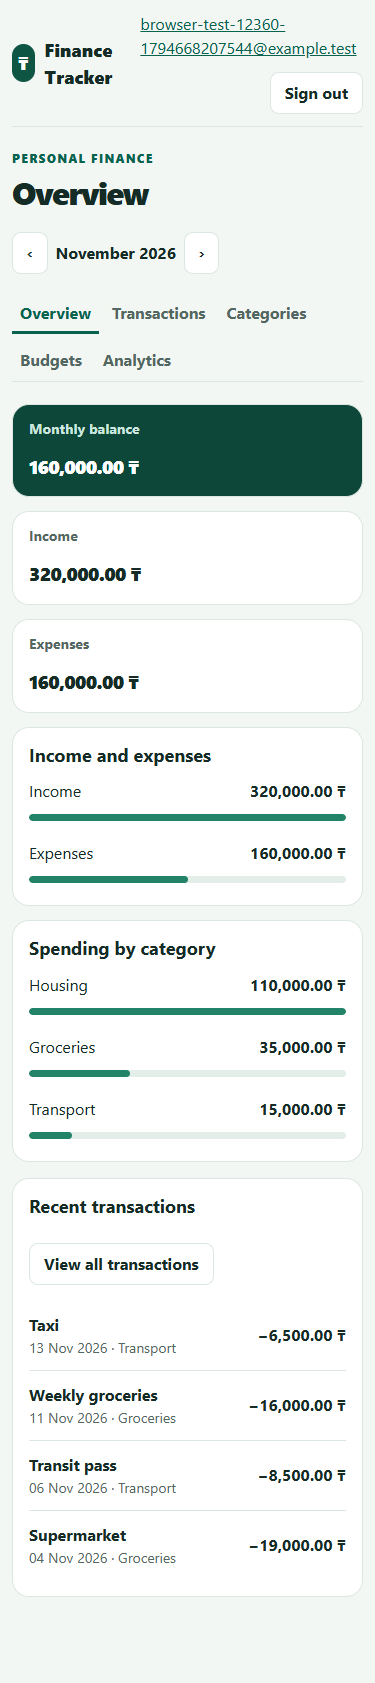 ₸
Finance
Tracker
browser-test-12360-
1794668207544@example.test
Sign out
PERSONAL FINANCE
Overview
‹ November 2026 ›
Overview Transactions Categories
Budgets Analytics
Monthly balance
160,000.00 ₸
Income
320,000.00 ₸
Expenses
160,000.00 ₸
Income and expenses
Income 320,000.00 ₸
Expenses 160,000.00 ₸
Spending by category
Housing 110,000.00 ₸
Groceries 35,000.00 ₸
Transport 15,000.00 ₸
Recent transactions
View all transactions
Taxi
13 Nov 2026 · Transport
−6,500.00 ₸
Weekly groceries
11 Nov 2026 · Groceries
−16,000.00 ₸
Transit pass
06 Nov 2026 · Transport
−8,500.00 ₸
Supermarket
04 Nov 2026 · Groceries
−19,000.00 ₸